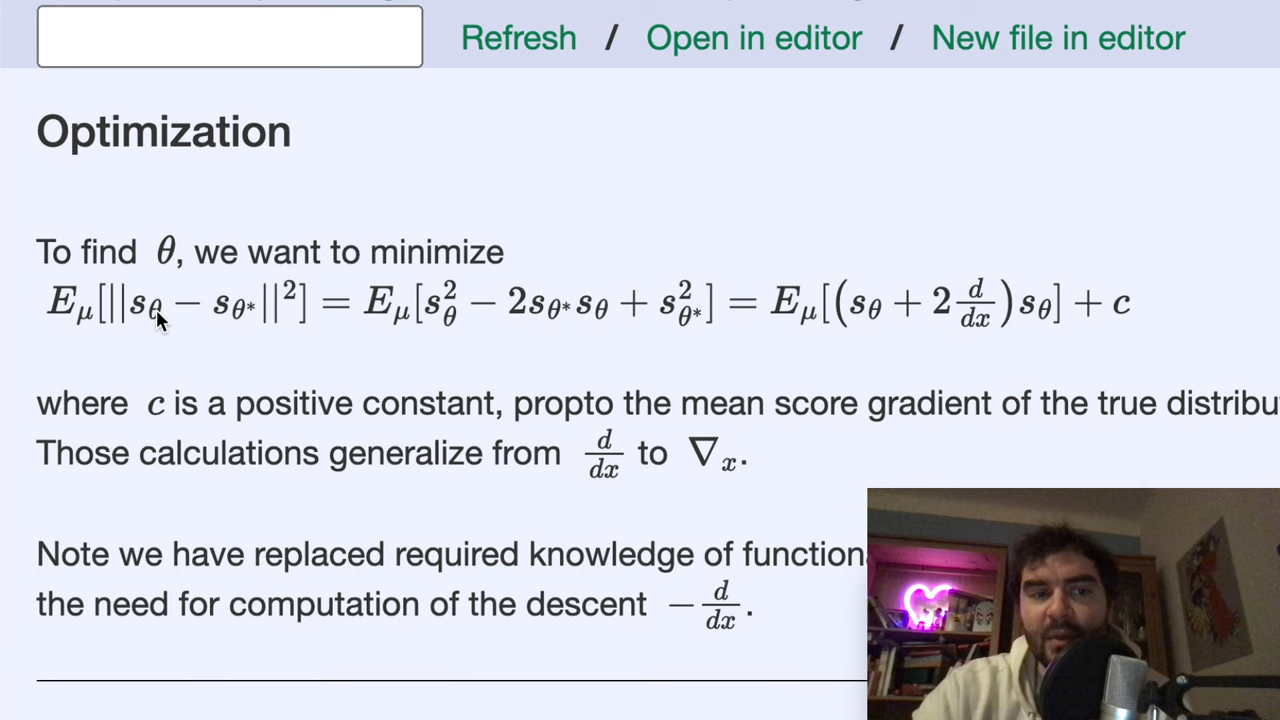 Refresh / Open in editor / New file in editor
Optimization
To find θ, we want to minimize
E_μ[||s_θ − s_θ*||²] = E_μ[s_θ² − 2s_θ*s_θ + s_θ*²] = E_μ[(s_θ + 2 d/dx)s_θ] + c
where c is a positive constant, propto the mean score gradient of the true
Those calculations generalize from d/dx to ∇_x.
Note we have replaced required knowledge of
the need for computation of the descent − d/dx.